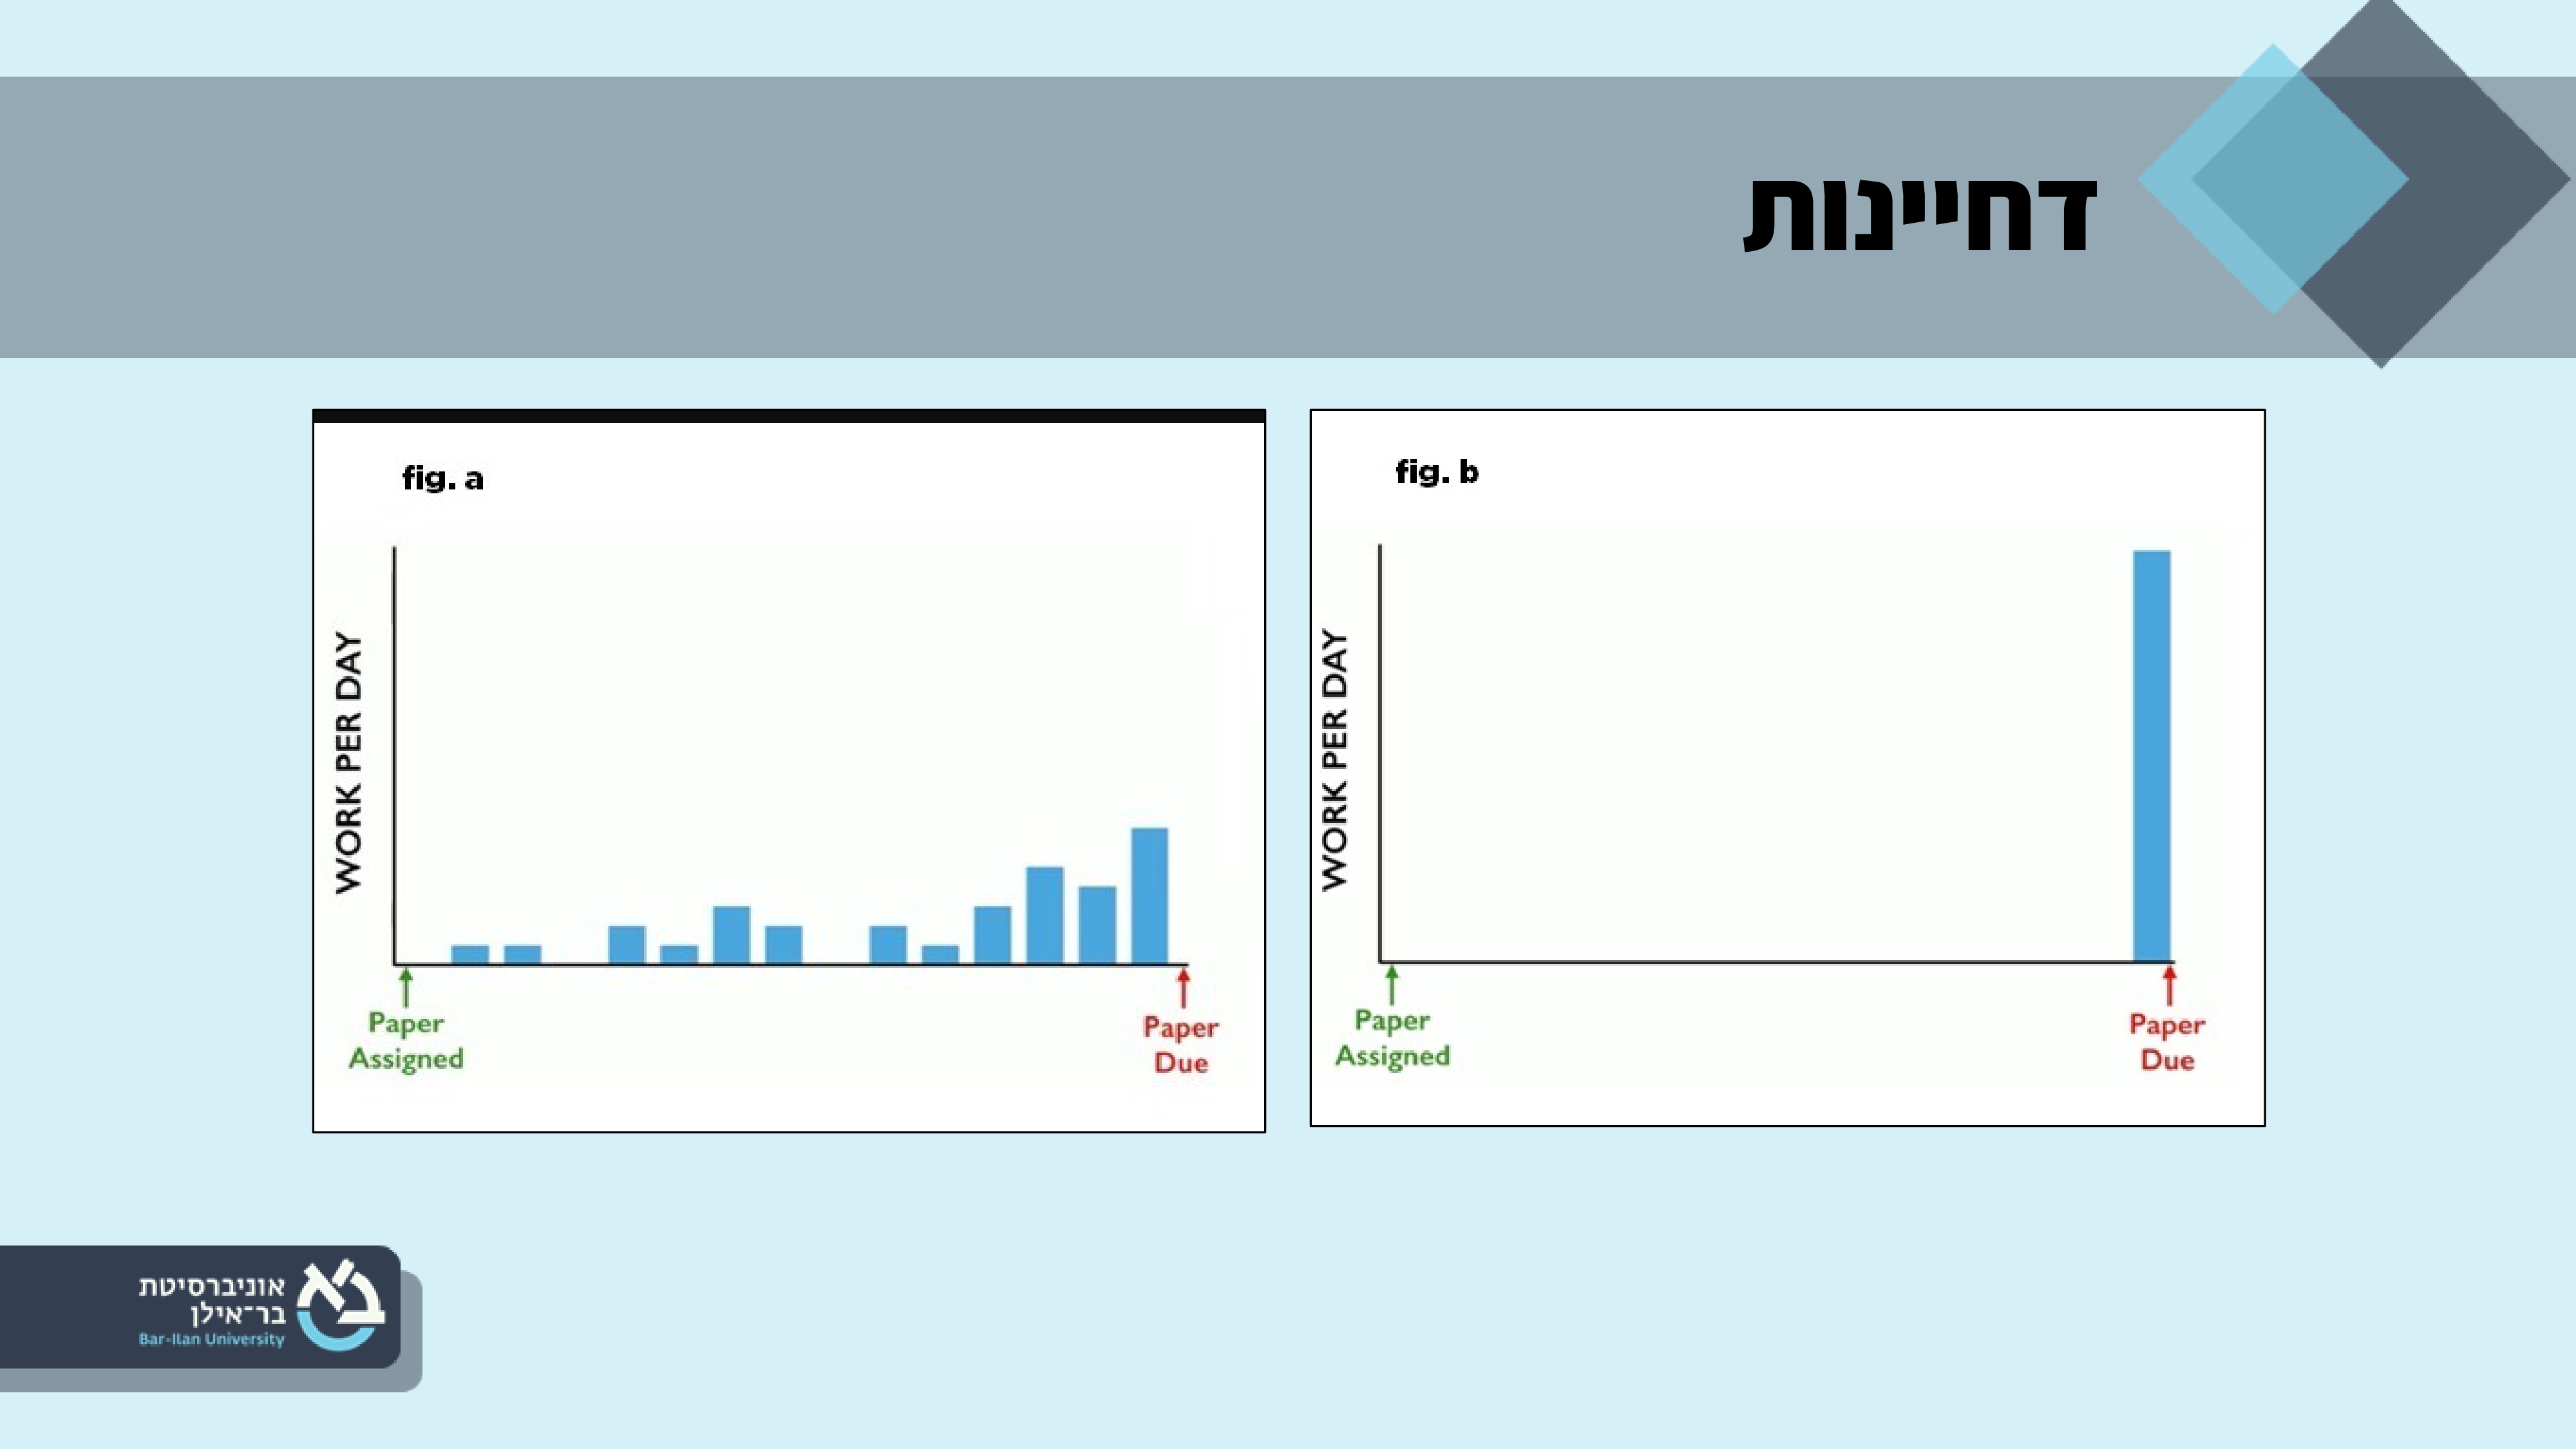 דחיינות
fig. a
WORK PER DAY
Paper
Assigned
Paper
Due
fig. b
WORK PER DAY
Paper
Assigned
Paper
Due
אוניברסיטת
בר־אילן
Bar-Ilan University